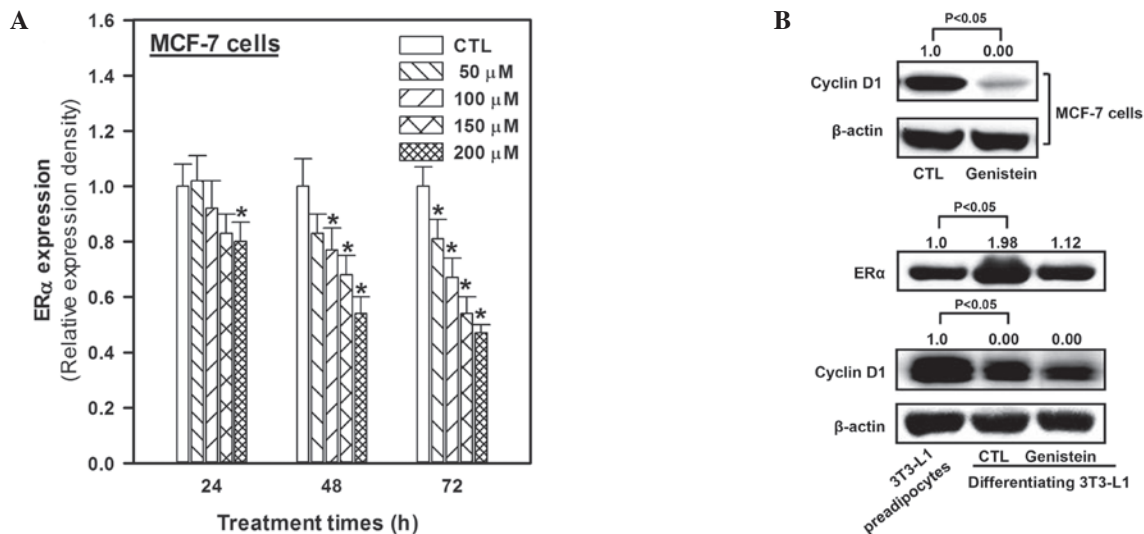 A
MCF-7 cells
CTL
50 μM
100 μM
150 μM
200 μM
ERα expression
(Relative expression density)
1.6
1.4
1.2
1.0
0.8
0.6
0.4
0.2
0.0
* * * * * * * *
24 48 72
Treatment times (h)
B
P<0.05
1.0 0.00
Cyclin D1
β-actin
MCF-7 cells
CTL Genistein
P<0.05
1.0 1.98 1.12
ERα
P<0.05
1.0 0.00 0.00
Cyclin D1
β-actin
3T3-L1
preadipocytes
CTL Genistein
Differentiating 3T3-L1